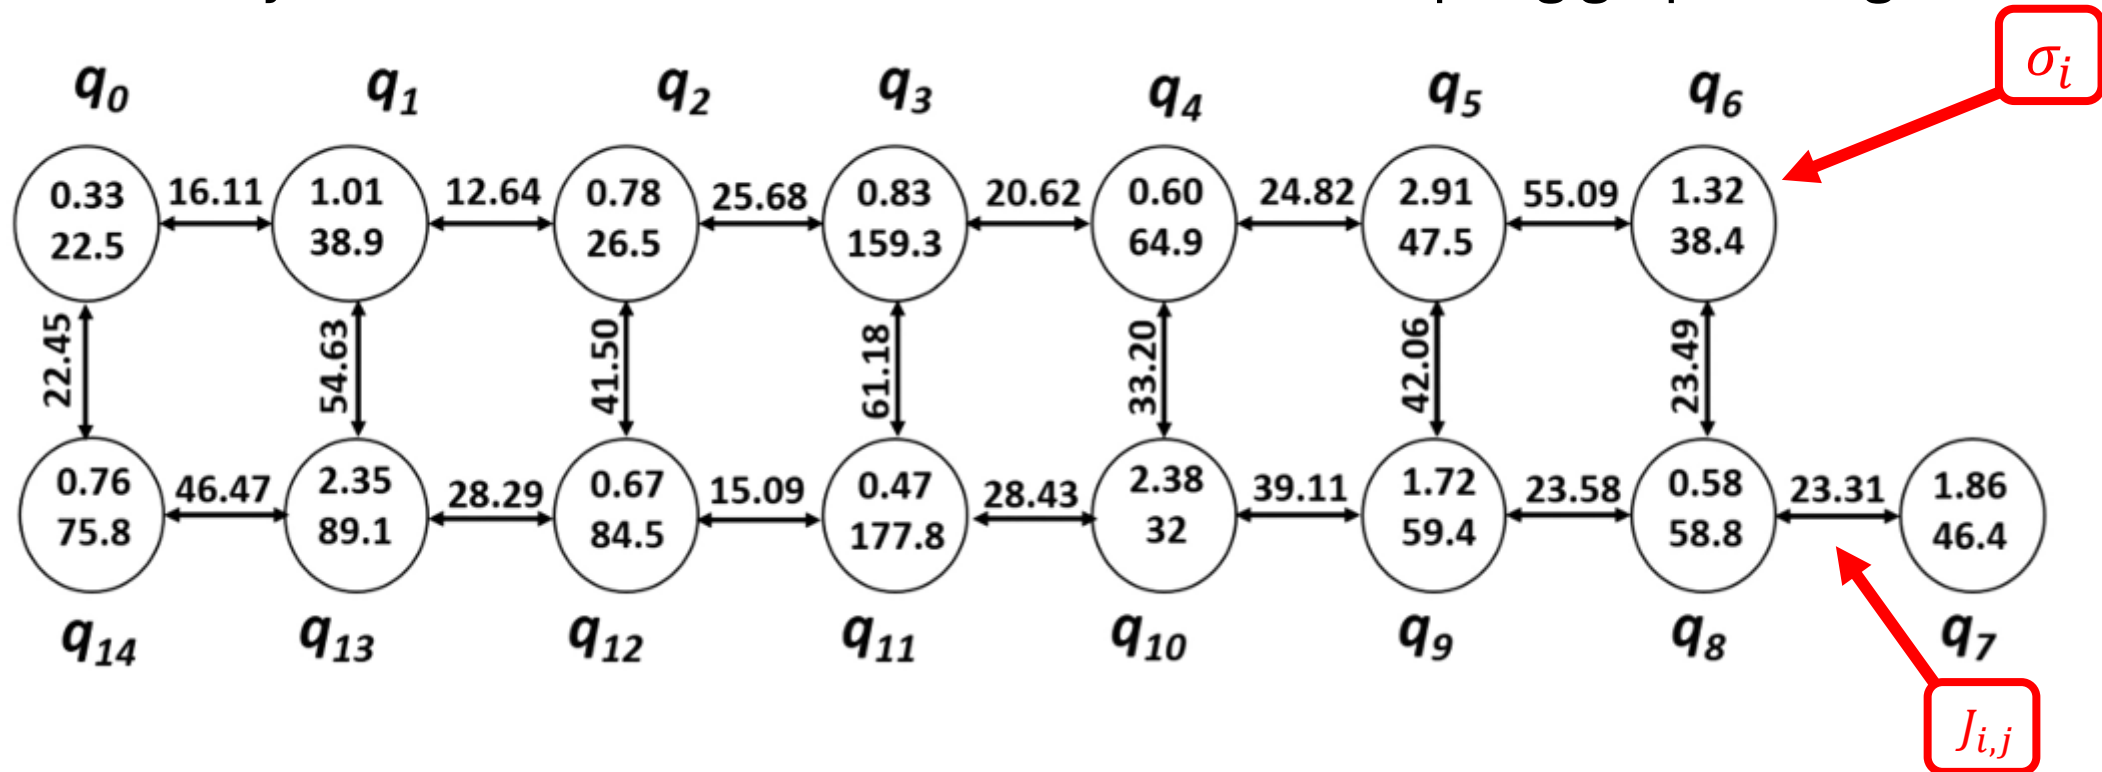 σi
q0 q1 q2 q3 q4 q5 q6
0.33 16.11 1.01 12.64 0.78 25.68 0.83 20.62 0.60 24.82 2.91 55.09 1.32
22.5 38.9 26.5 159.3 64.9 47.5 38.4
22.45 54.63 41.50 61.18 33.20 42.06 23.49
0.76 46.47 2.35 28.29 0.67 15.09 0.47 28.43 2.38 39.11 1.72 23.58 0.58 23.31 1.86
75.8 89.1 84.5 177.8 32 59.4 58.8 46.4
q14 q13 q12 q11 q10 q9 q8 q7
Ji,j